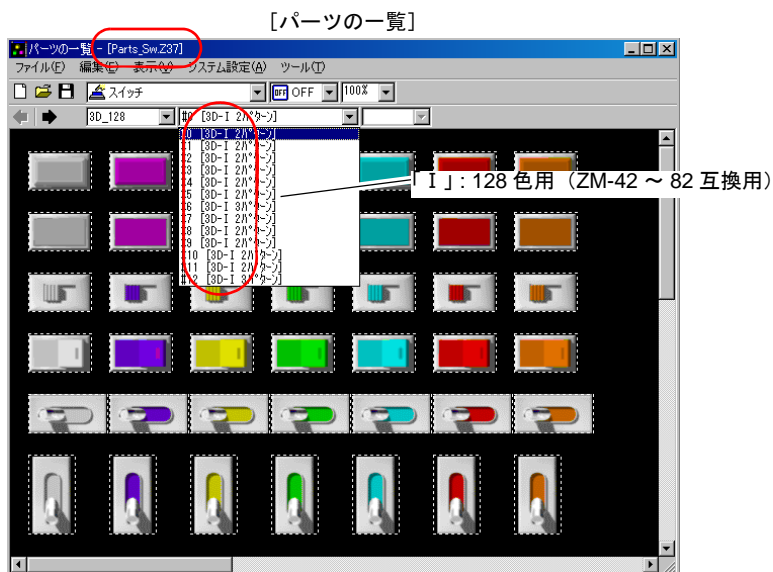 ［パーツの一覧］
パーツの一覧 - [Parts_Sw.Z37]
ファイル(F) 編集(E) 表示(V) システム設定(A) ツール(T)
スイッチ OFF OFF 100%
3D_128 #0 [3D-I 2ﾊﾟﾀｰﾝ]
#0 [3D-I 2ﾊﾟﾀｰﾝ]
#1 [3D-I 2ﾊﾟﾀｰﾝ]
#2 [3D-I 2ﾊﾟﾀｰﾝ]
#3 [3D-I 2ﾊﾟﾀｰﾝ]
#4 [3D-I 2ﾊﾟﾀｰﾝ]
#5 [3D-I 2ﾊﾟﾀｰﾝ]
#6 [3D-I 3ﾊﾟﾀｰﾝ]
#7 [3D-I 2ﾊﾟﾀｰﾝ]
#8 [3D-I 2ﾊﾟﾀｰﾝ]
#9 [3D-I 2ﾊﾟﾀｰﾝ]
#10 [3D-I 2ﾊﾟﾀｰﾝ]
#11 [3D-I 2ﾊﾟﾀｰﾝ]
#12 [3D-I 3ﾊﾟﾀｰﾝ]
「I」: 128 色用（ZM-42 ～ 82 互換用）